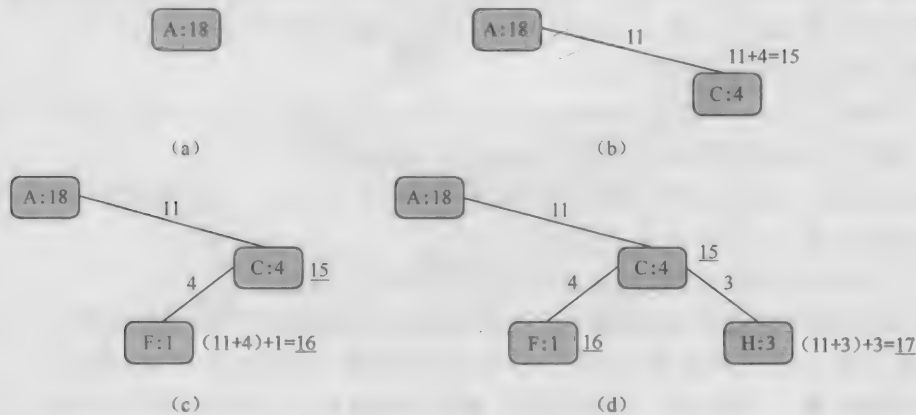 A:18
A:18
11
11+4=15
C:4
(a)
(b)
A:18
11
C:4
15
4
F:1
(11+4)+1=16
(c)
A:18
11
C:4
15
4
3
F:1
16
H:3
(11+3)+3=17
(d)